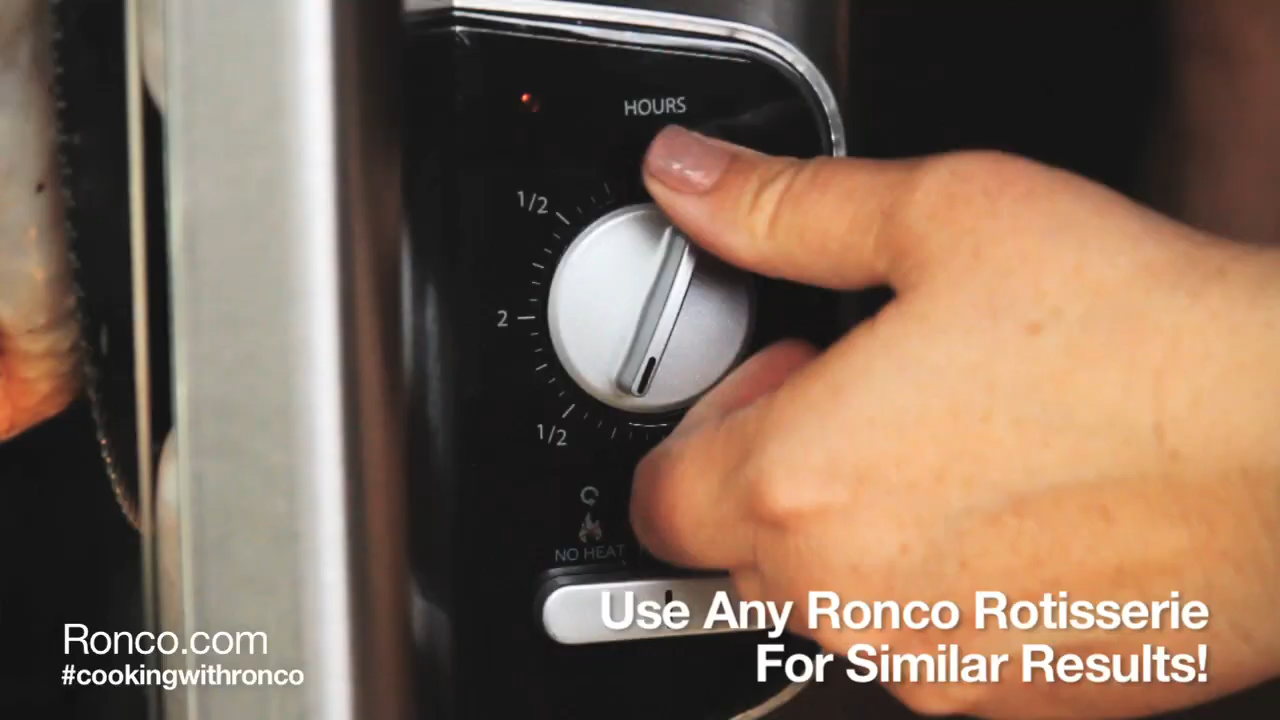 HOURS
1/2
2
1/2
NO HEAT
Use Any Ronco Rotisserie
For Similar Results!
Ronco.com
#cookingwithronco